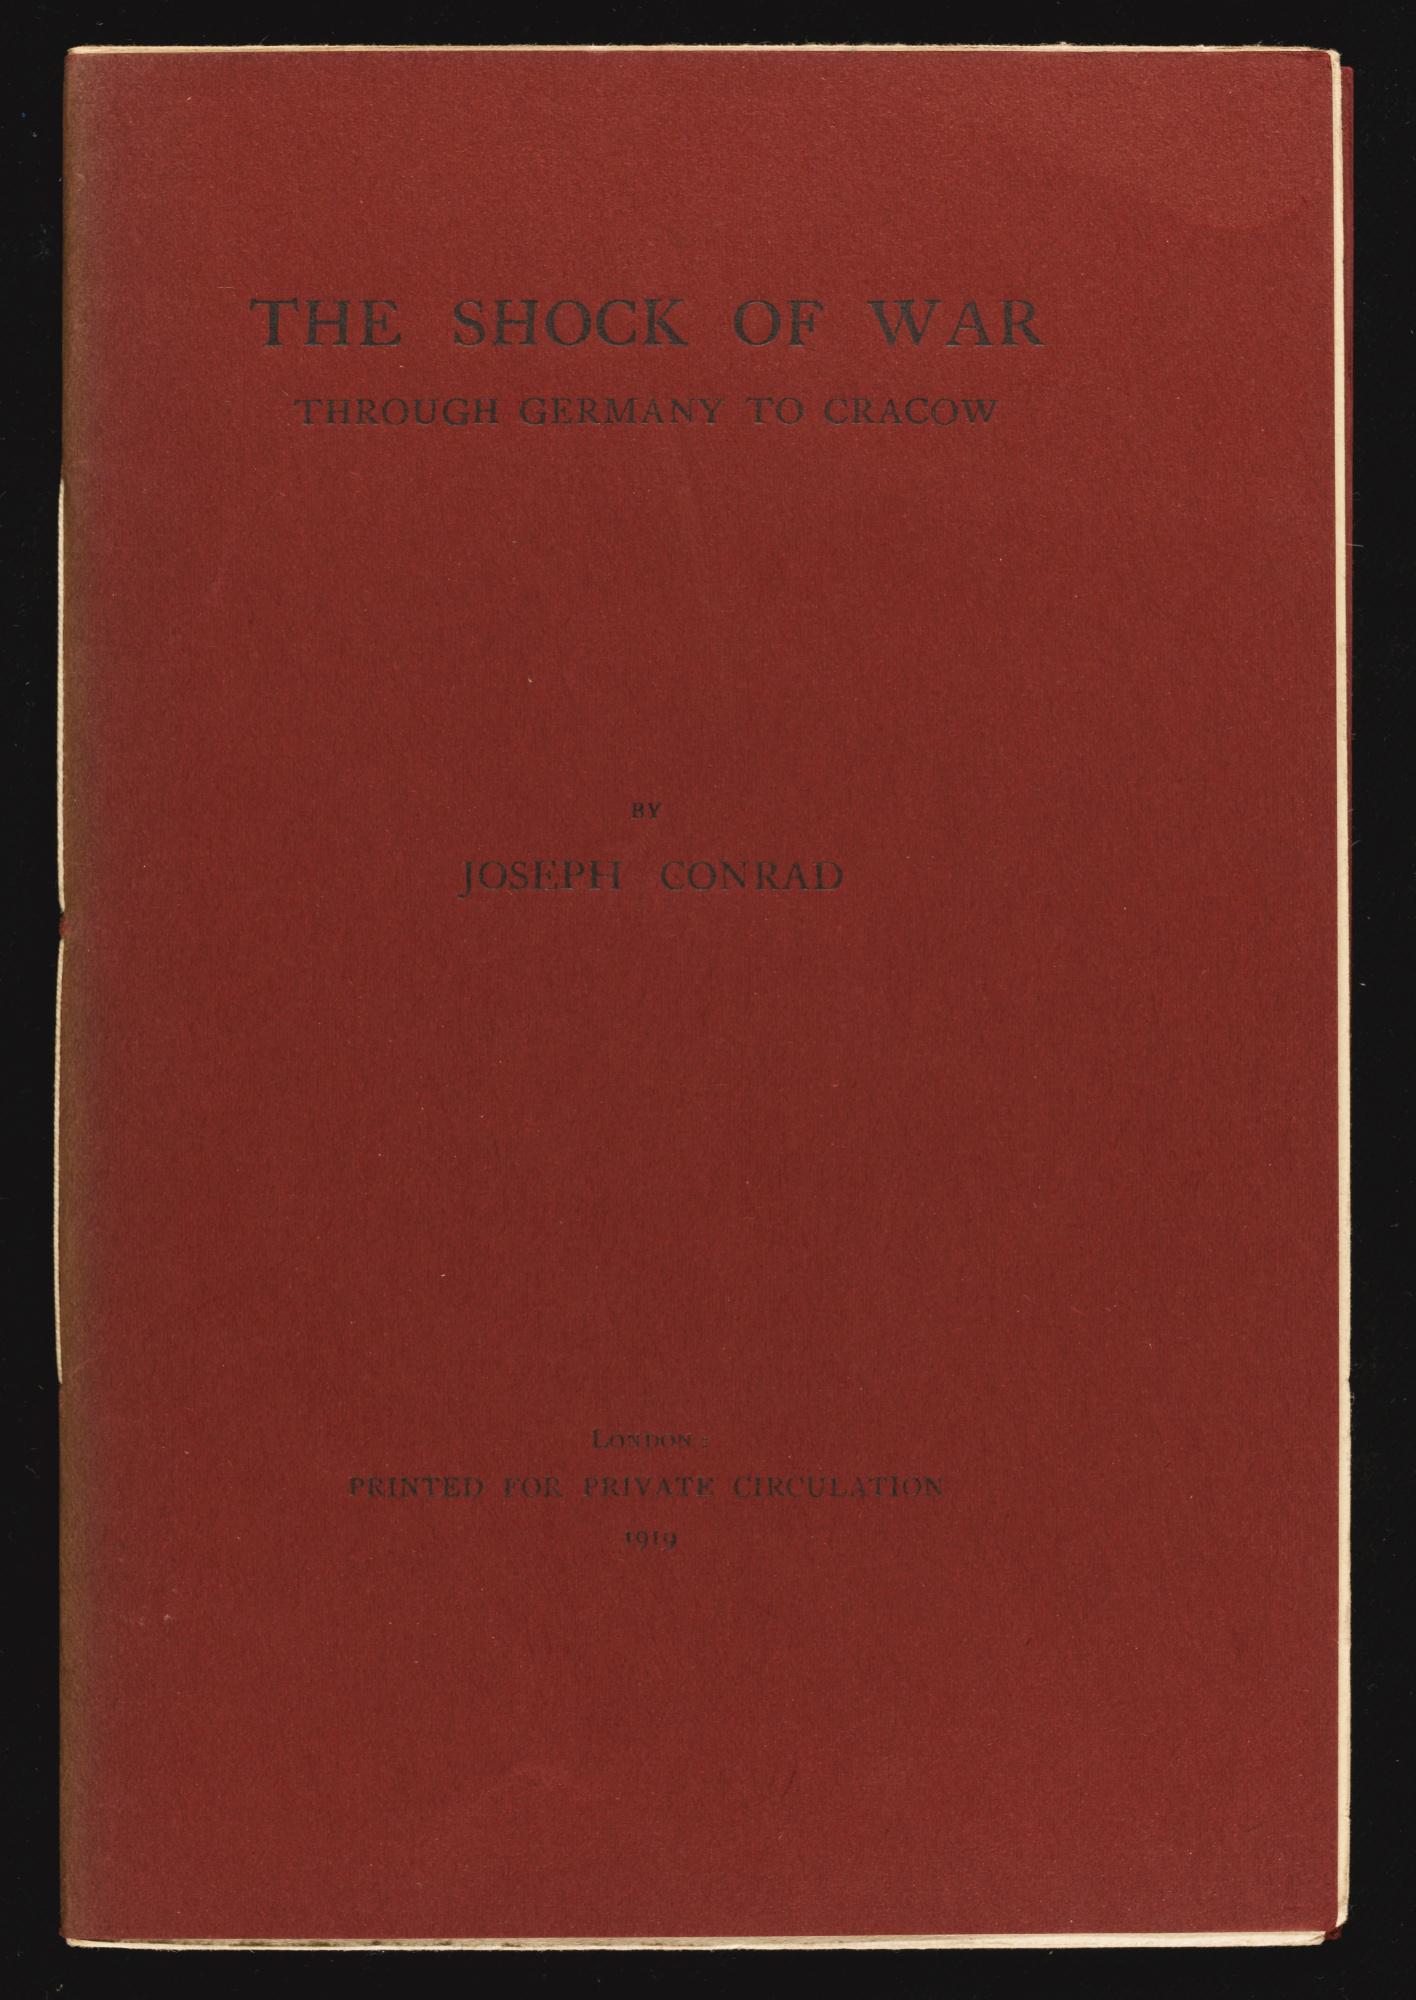 THE SHOCK OF WAR
THROUGH GERMANY TO CRACOW
BY
JOSEPH CONRAD
LONDON:
PRINTED FOR PRIVATE CIRCULATION
1919